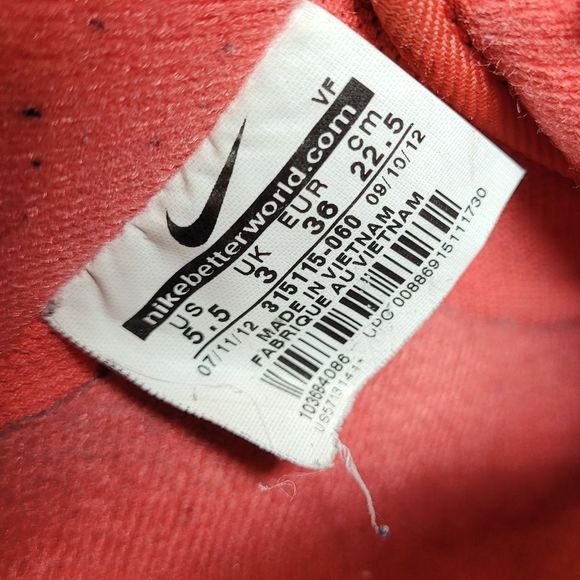 VF
nikebetterworld.com
US UK EUR cm
5.5 3 36 22.5
07/11/12 09/10/12
315115-060
MADE IN VIETNAM
FABRIQUE AU VIETNAM
UPC 00886915111730
103684086